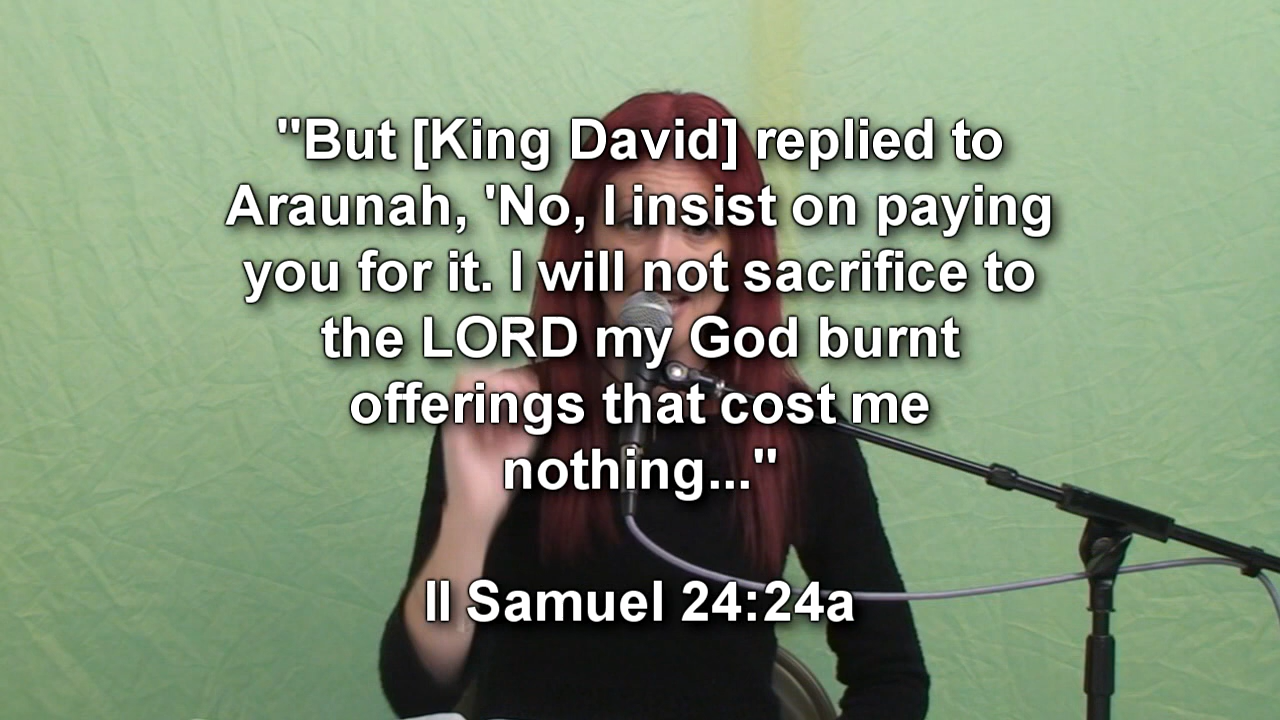 "But [King David] replied to
Araunah, 'No, I insist on paying
you for it. I will not sacrifice to
the LORD my God burnt
offerings that cost me
nothing..."
II Samuel 24:24a